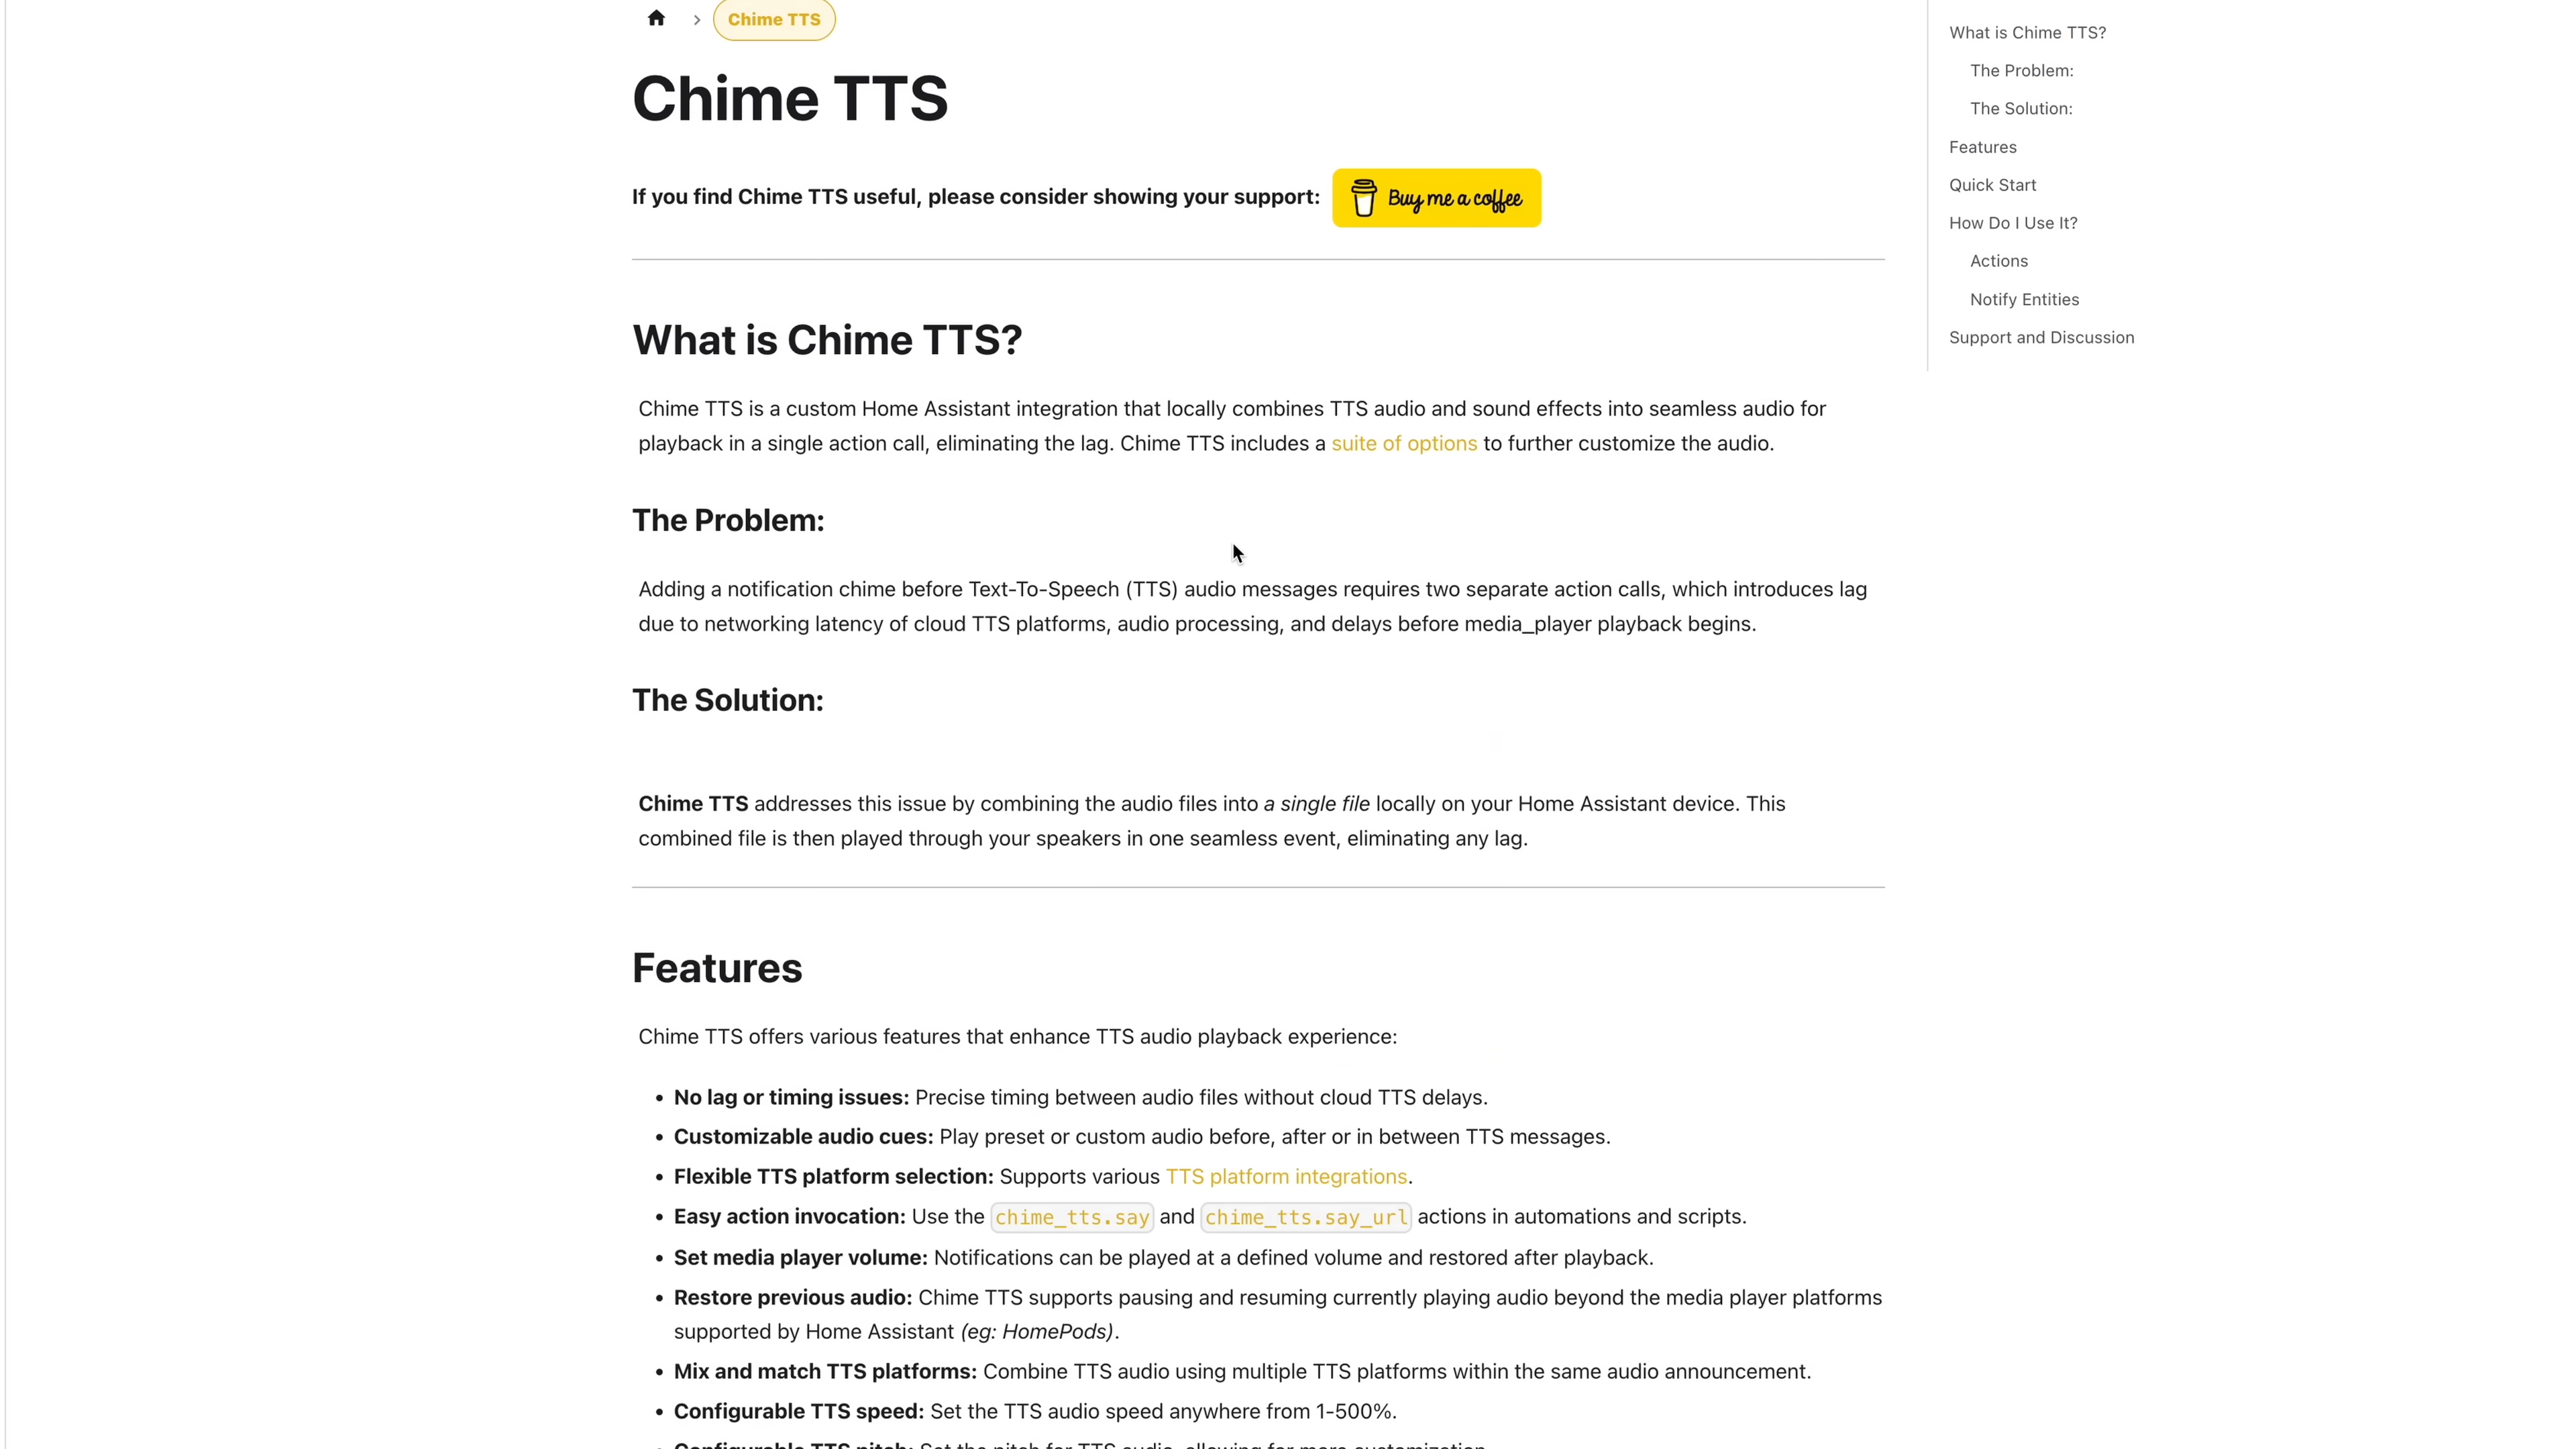 Chime TTS
Chime TTS
If you find Chime TTS useful, please consider showing your support:
Buy me a coffee
What is Chime TTS?
Chime TTS is a custom Home Assistant integration that locally combines TTS audio and sound effects into seamless audio for
playback in a single action call, eliminating the lag. Chime TTS includes a suite of options to further customize the audio.
The Problem:
Adding a notification chime before Text-To-Speech (TTS) audio messages requires two separate action calls, which introduces lag
due to networking latency of cloud TTS platforms, audio processing, and delays before media_player playback begins.
The Solution:
Chime TTS addresses this issue by combining the audio files into a single file locally on your Home Assistant device. This
combined file is then played through your speakers in one seamless event, eliminating any lag.
Features
Chime TTS offers various features that enhance TTS audio playback experience:
• No lag or timing issues: Precise timing between audio files without cloud TTS delays.
• Customizable audio cues: Play preset or custom audio before, after or in between TTS messages.
• Flexible TTS platform selection: Supports various TTS platform integrations.
• Easy action invocation: Use the chime_tts.say and chime_tts.say_url actions in automations and scripts.
• Set media player volume: Notifications can be played at a defined volume and restored after playback.
• Restore previous audio: Chime TTS supports pausing and resuming currently playing audio beyond the media player platforms
supported by Home Assistant (eg: HomePods).
• Mix and match TTS platforms: Combine TTS audio using multiple TTS platforms within the same audio announcement.
• Configurable TTS speed: Set the TTS audio speed anywhere from 1-500%.
• Configurable TTS pitch: Set the pitch for TTS audio, allowing for more customization
What is Chime TTS?
The Problem:
The Solution:
Features
Quick Start
How Do I Use It?
Actions
Notify Entities
Support and Discussion